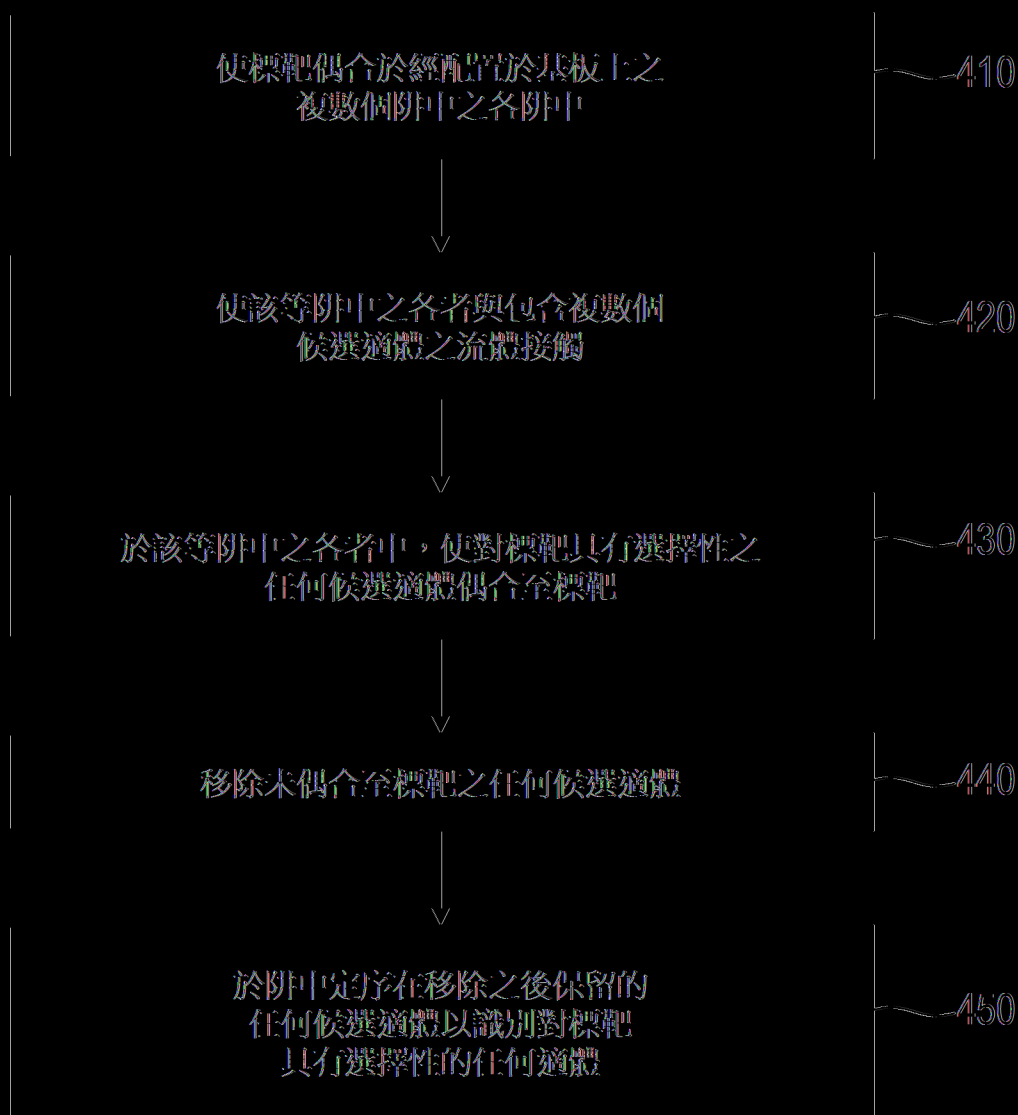 使標靶偶合於經配置於基板上之
複數個阱中之各阱中
410
使該等阱中之各者與包含複數個
候選適體之流體接觸
420
於該等阱中之各者中，使對標靶具有選擇性之
任何候選適體偶合至標靶
430
移除未偶合至標靶之任何候選適體
440
於阱中定序在移除之後保留的
任何候選適體以識別對標靶
具有選擇性的任何適體
450